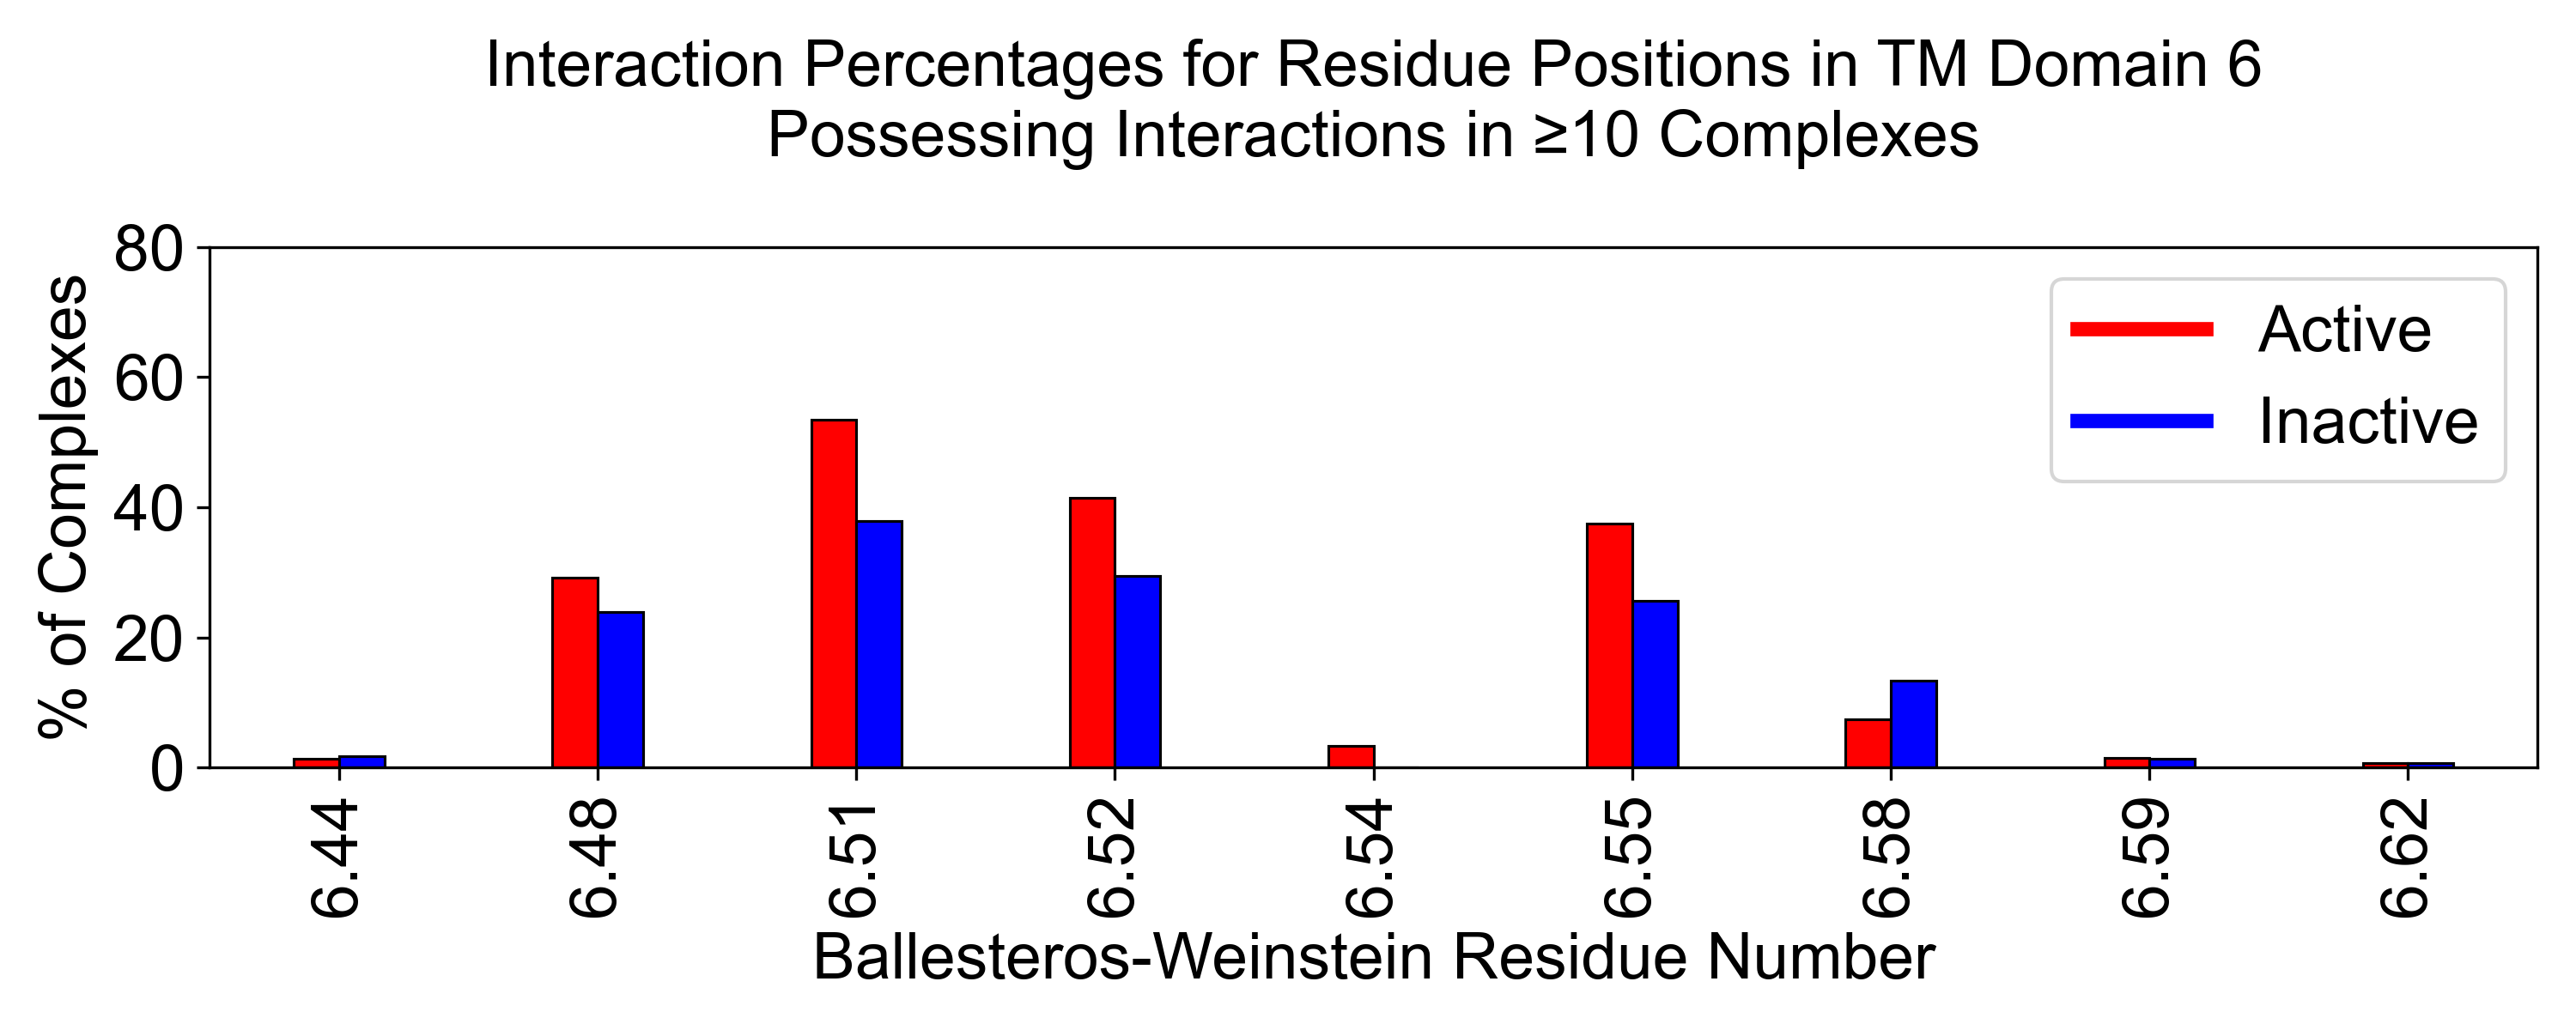 Interaction Percentages for Residue Positions in TM Domain 6
Possessing Interactions in ≥10 Complexes
% of Complexes
80
60
40
20
0
Active
Inactive
6.44
6.48
6.51
6.52
6.54
6.55
6.58
6.59
6.62
Ballesteros-Weinstein Residue Number